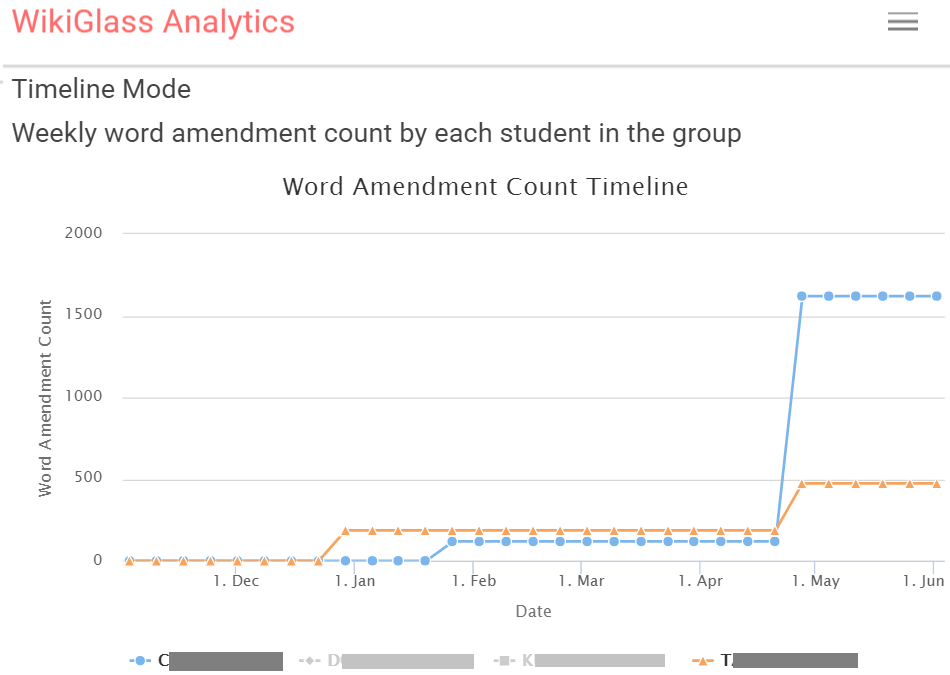 WikiGlass Analytics
Timeline Mode
Weekly word amendment count by each student in the group
Word Amendment Count Timeline
2000
1500
1000
500
0
Word Amendment Count
1. Dec
1. Jan
1. Feb
1. Mar
1. Apr
1. May
1. Jun
Date
C
D
K
T